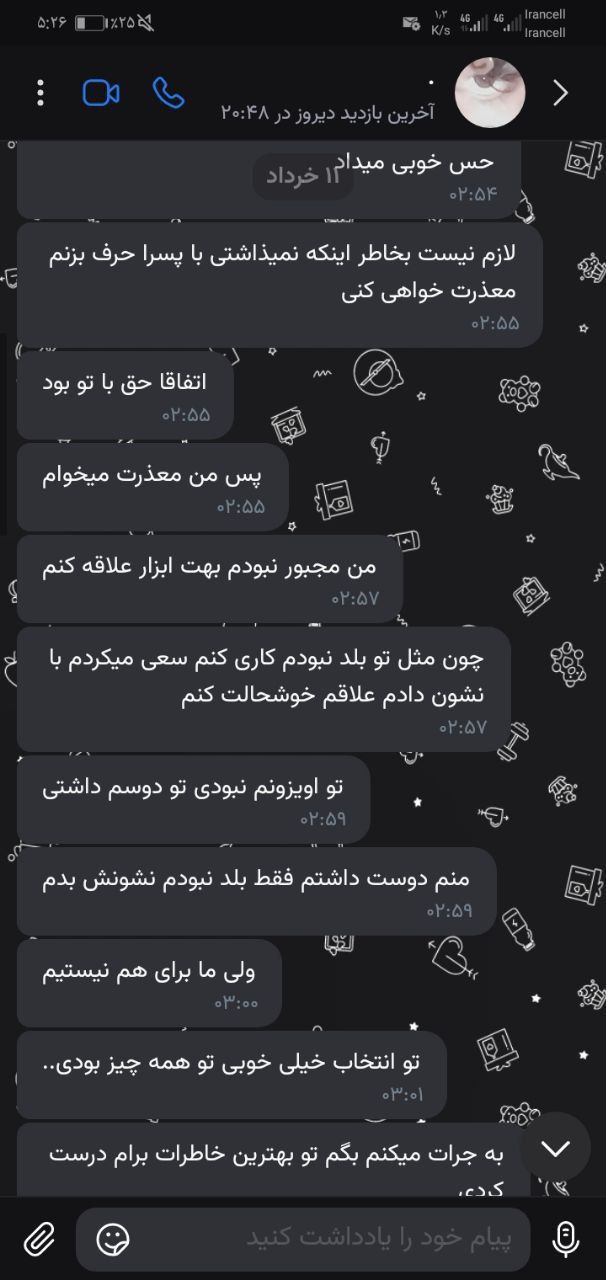 ۵:۲۶
٪۲۵
۱٫۲
K/s
4G
4G
Irancell
Irancell
.
آخرین بازدید دیروز در ۲۰:۴۸
حس خوبی میداد
۱۱ خرداد
۰۲:۵۴
لازم نیست بخاطر اینکه نمیذاشتی با پسرا حرف بزنم
معذرت خواهی کنی
۰۲:۵۵
اتفاقا حق با تو بود
۰۲:۵۵
پس من معذرت میخوام
۰۲:۵۵
من مجبور نبودم بهت ابزار علاقه کنم
۰۲:۵۷
چون مثل تو بلد نبودم کاری کنم سعی میکردم با
نشون دادم علاقم خوشحالت کنم
۰۲:۵۷
تو اویزونم نبودی تو دوسم داشتی
۰۲:۵۹
منم دوست داشتم فقط بلد نبودم نشونش بدم
۰۲:۵۹
ولی ما برای هم نیستیم
۰۳:۰۰
تو انتخاب خیلی خوبی تو همه چیز بودی..
۰۳:۰۱
به جرات میکنم بگم تو بهترین خاطرات برام درست
کردی
پیام خود را یادداشت کنید